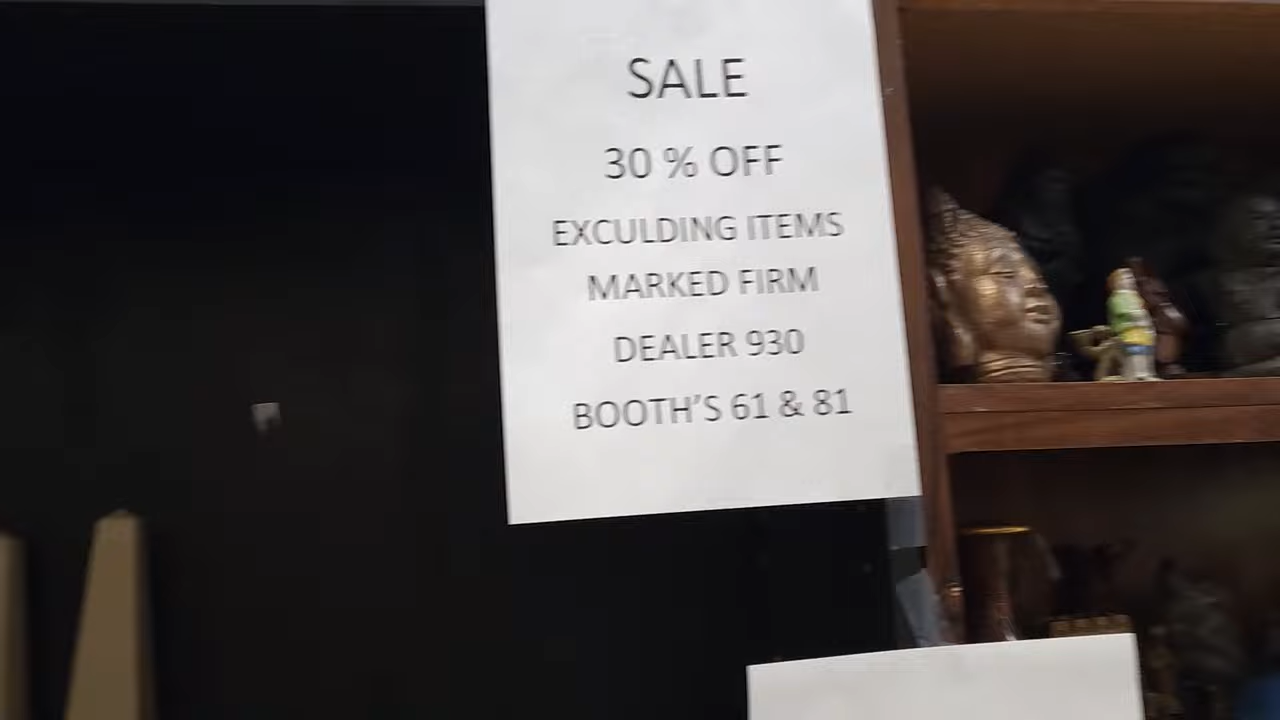 SALE
30 % OFF
EXCULDING ITEMS
MARKED FIRM
DEALER 930
BOOTH'S 61 & 81